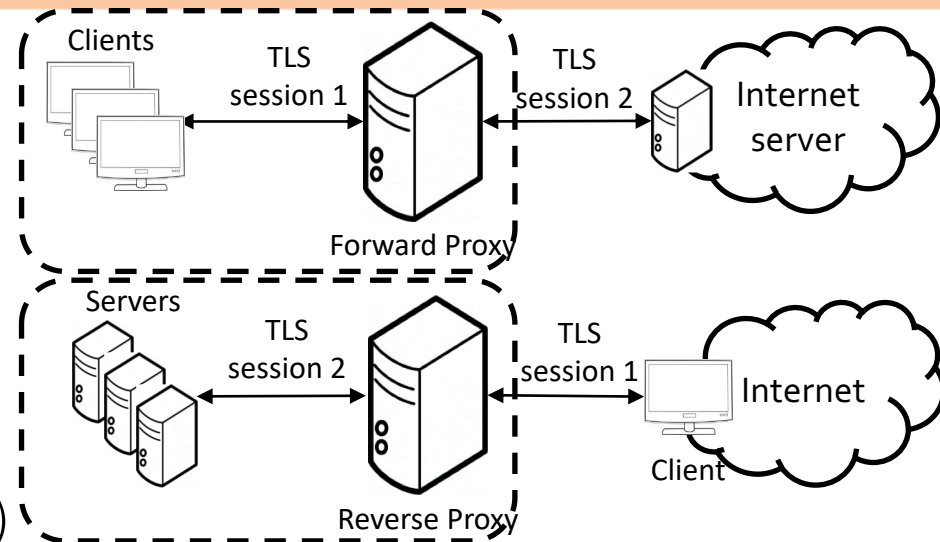 Clients
TLS
session 1
TLS
session 2
Internet
server
Forward Proxy
Servers
TLS
session 2
TLS
session 1
Internet
Client
Reverse Proxy
)